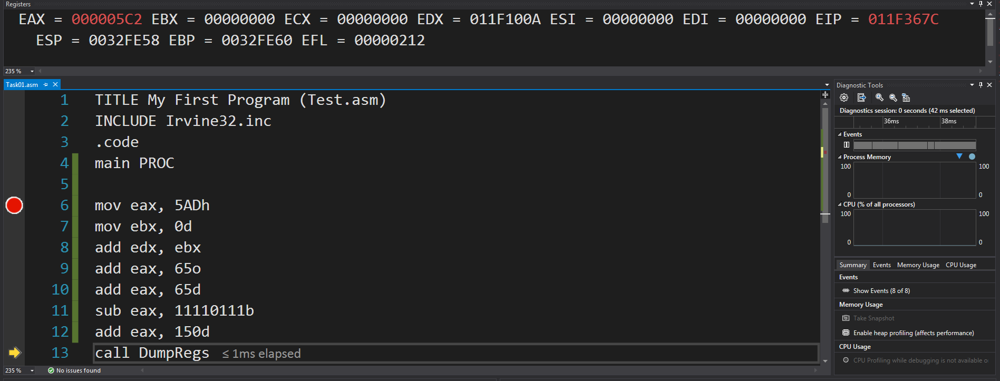 Registers
EAX = 000005C2 EBX = 00000000 ECX = 00000000 EDX = 011F100A ESI = 00000000 EDI = 00000000 EIP = 011F367C
ESP = 0032FE58 EBP = 0032FE60 EFL = 00000212
235 %
Task01.asm
1 TITLE My First Program (Test.asm)
2 INCLUDE Irvine32.inc
3 .code
4 main PROC
5
6 mov eax, 5ADh
7 mov ebx, 0d
8 add edx, ebx
9 add eax, 65o
10 add eax, 65d
11 sub eax, 11110111b
12 add eax, 150d
13 call DumpRegs ≤ 1ms elapsed
235 % No issues found
Diagnostic Tools
Diagnostics session: 0 seconds (42 ms selected)
36ms 38ms
Events
Process Memory
100 100
0 0
CPU (% of all processors)
100 100
0 0
Summary Events Memory Usage CPU Usage
Events
Show Events (8 of 8)
Memory Usage
Take Snapshot
Enable heap profiling (affects performance)
CPU Usage
CPU Profiling while debugging is not available o